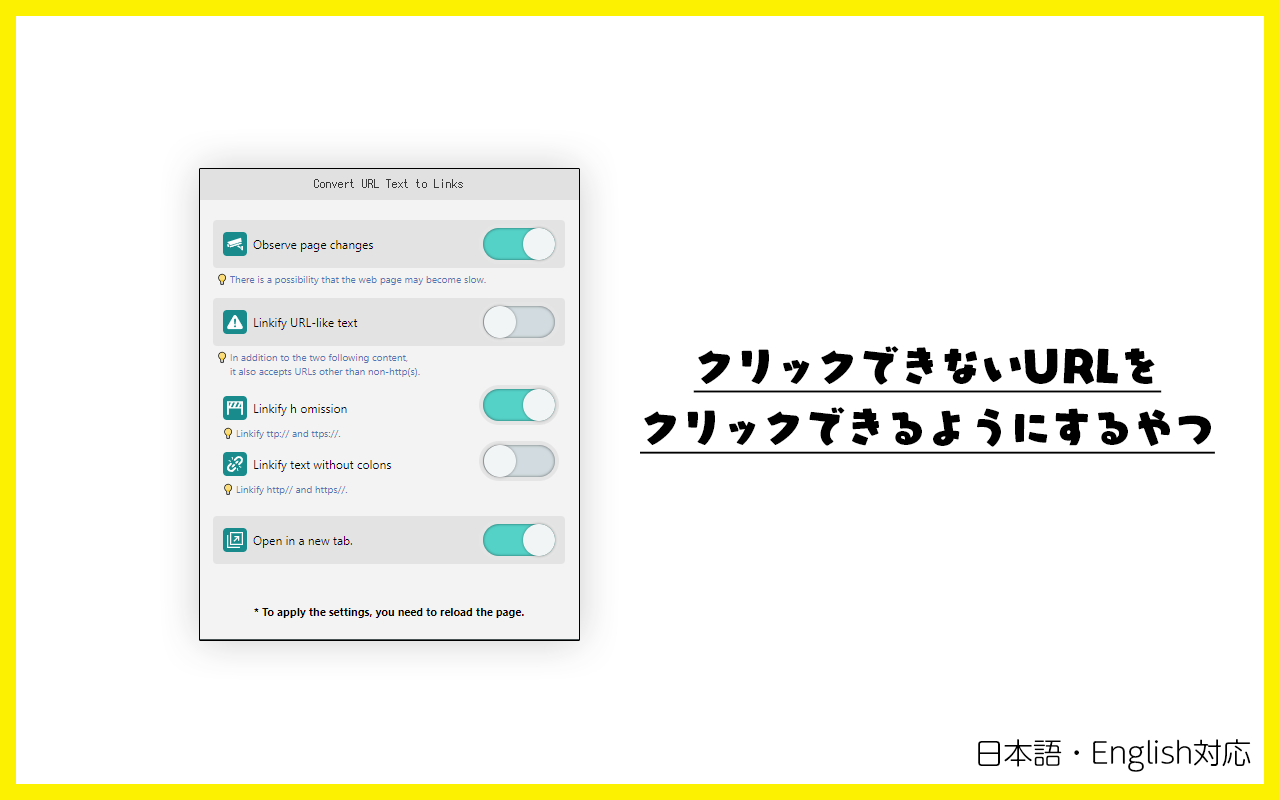 Convert URL Text to Links
Observe page changes
There is a possibility that the web page may become slow.
Linkify URL-like text
In addition to the two following content,
it also accepts URLs other than non-http(s).
Linkify h omission
Linkify ttp:// and ttps://.
Linkify text without colons
Linkify http// and https//.
Open in a new tab.
* To apply the settings, you need to reload the page.
クリックできないURLを
クリックできるようにするやつ
日本語・English対応